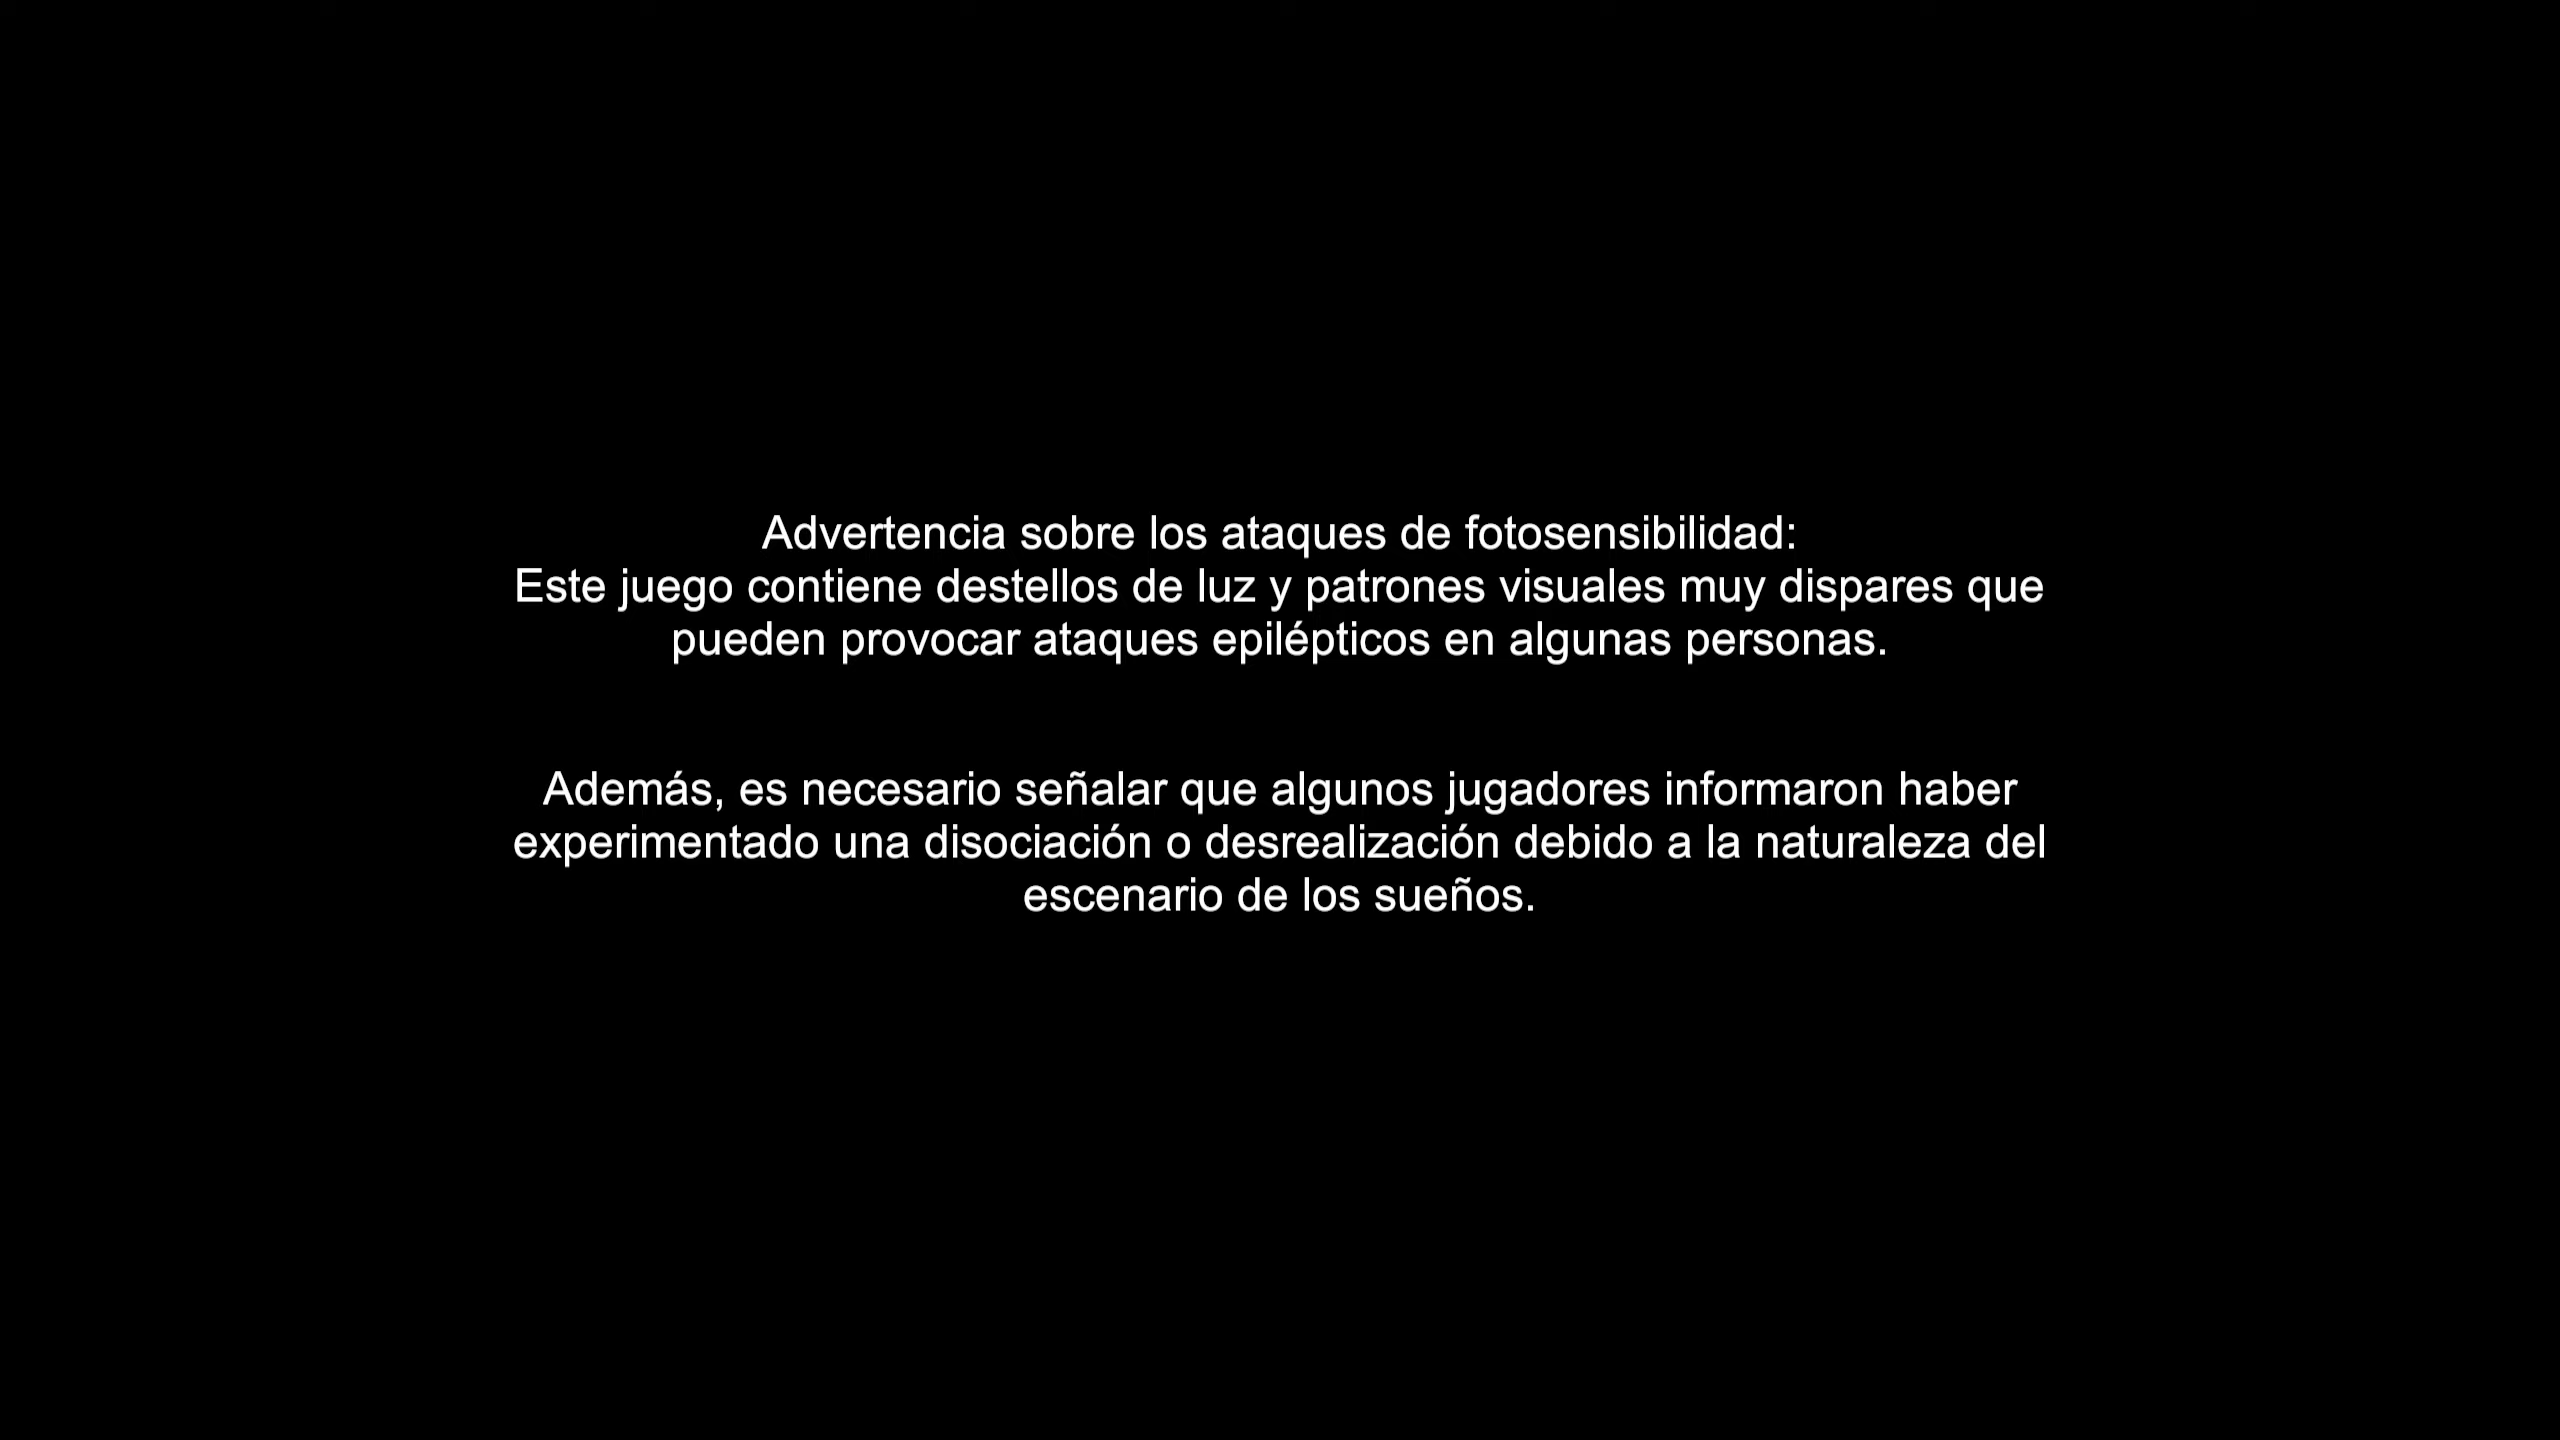 Advertencia sobre los ataques de fotosensibilidad:
Este juego contiene destellos de luz y patrones visuales muy dispares que
pueden provocar ataques epilépticos en algunas personas.
Además, es necesario señalar que algunos jugadores informaron haber
experimentado una disociación o desrealización debido a la naturaleza del
escenario de los sueños.